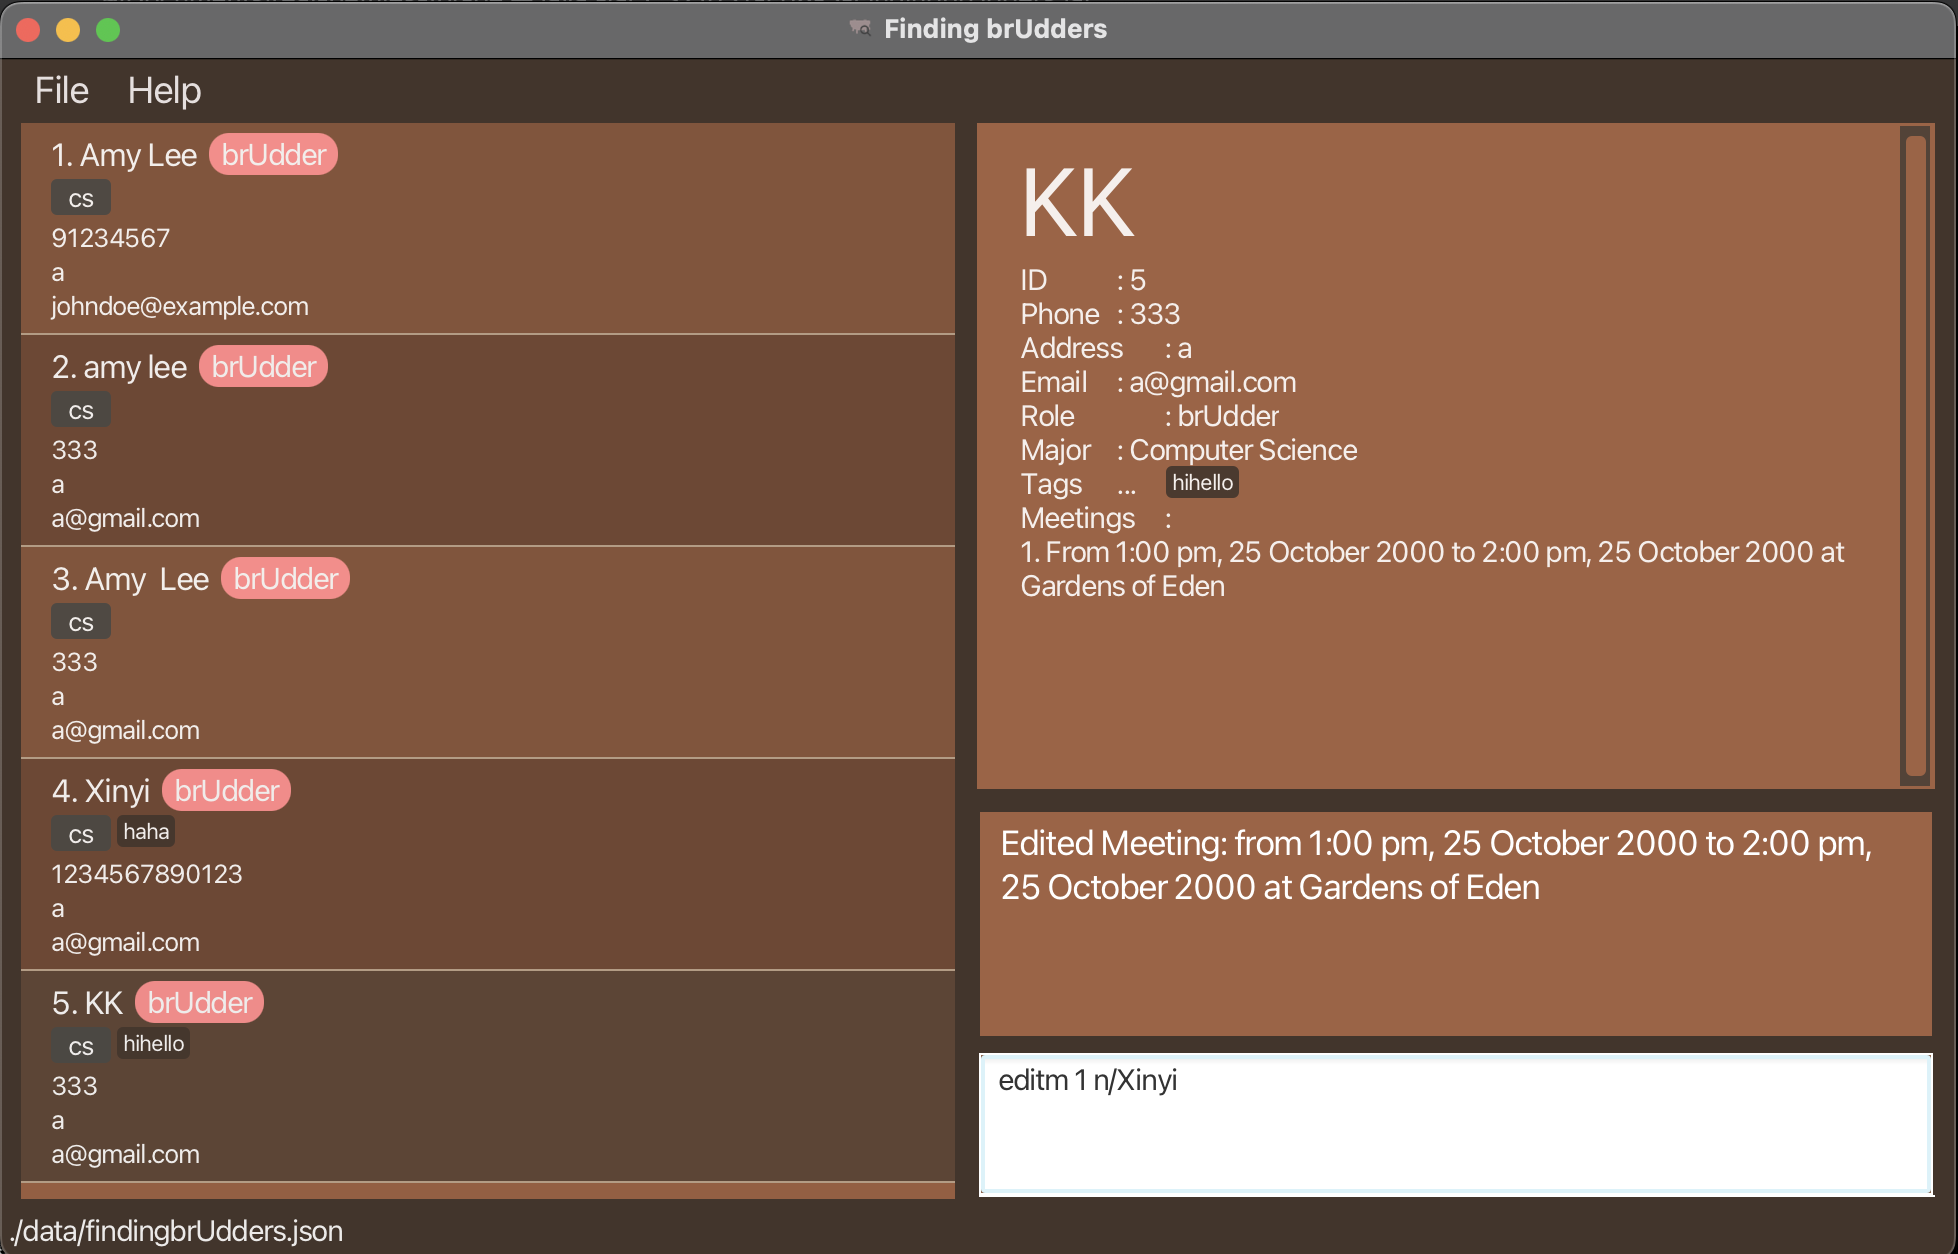 Finding brUdders
File Help
1. Amy Lee brUdder
cs
91234567
a
johndoe@example.com
2. amy lee brUdder
cs
333
a
a@gmail.com
3. Amy  Lee brUdder
cs
333
a
a@gmail.com
4. Xinyi brUdder
cs haha
1234567890123
a
a@gmail.com
5. KK brUdder
cs hihello
333
a
a@gmail.com
KK
ID : 5
Phone : 333
Address : a
Email : a@gmail.com
Role : brUdder
Major : Computer Science
Tags ... hihello
Meetings :
1. From 1:00 pm, 25 October 2000 to 2:00 pm, 25 October 2000 at
Gardens of Eden
Edited Meeting: from 1:00 pm, 25 October 2000 to 2:00 pm,
25 October 2000 at Gardens of Eden
editm 1 n/Xinyi
./data/findingbrUdders.json